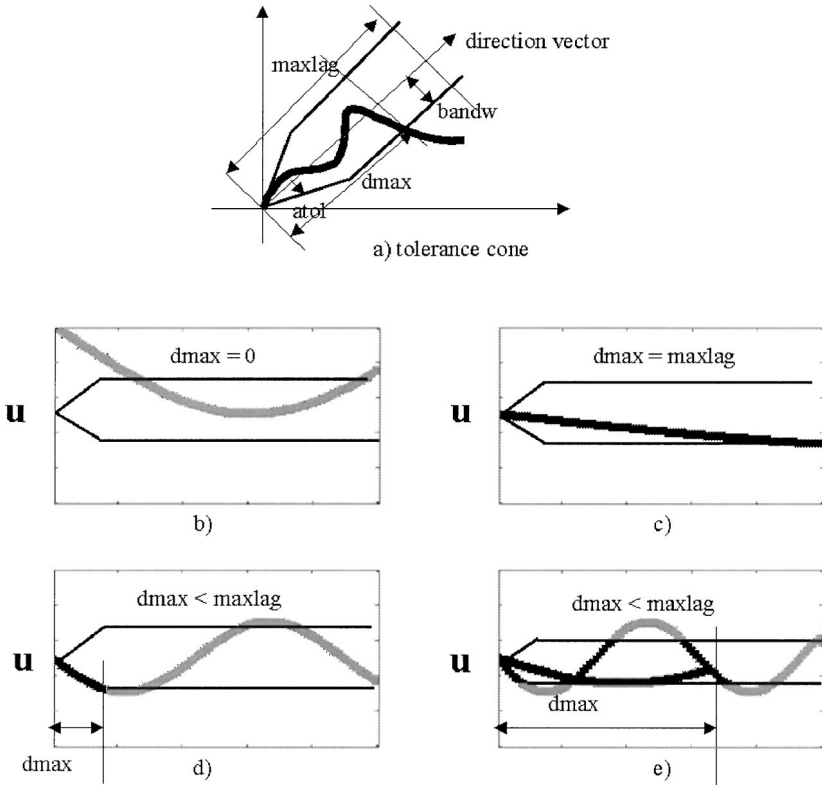 direction vector
maxlag
bandw
dmax
atol
a) tolerance cone
dmax = 0
u
b)
dmax = maxlag
u
c)
dmax < maxlag
u
dmax
d)
dmax < maxlag
u
dmax
e)